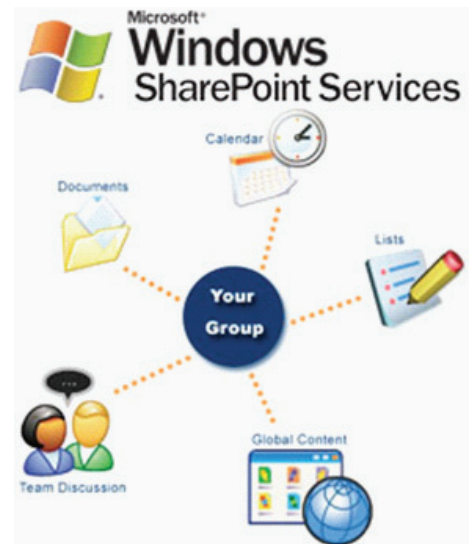 Microsoft®
Windows
SharePoint Services
Calendar
Documents
Lists
Your
Group
Global Content
Team Discussion